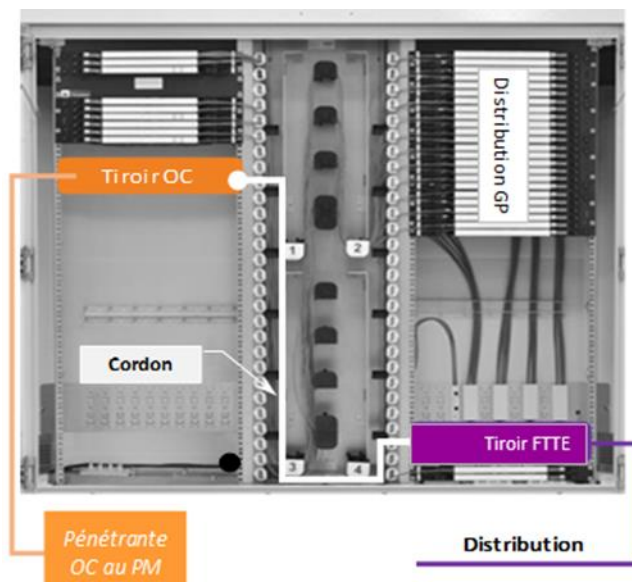 Tiroir OC
Distribution GP
1
2
Cordon
3
4
Tiroir FTTE
Pénétrante
OC au PM
Distribution